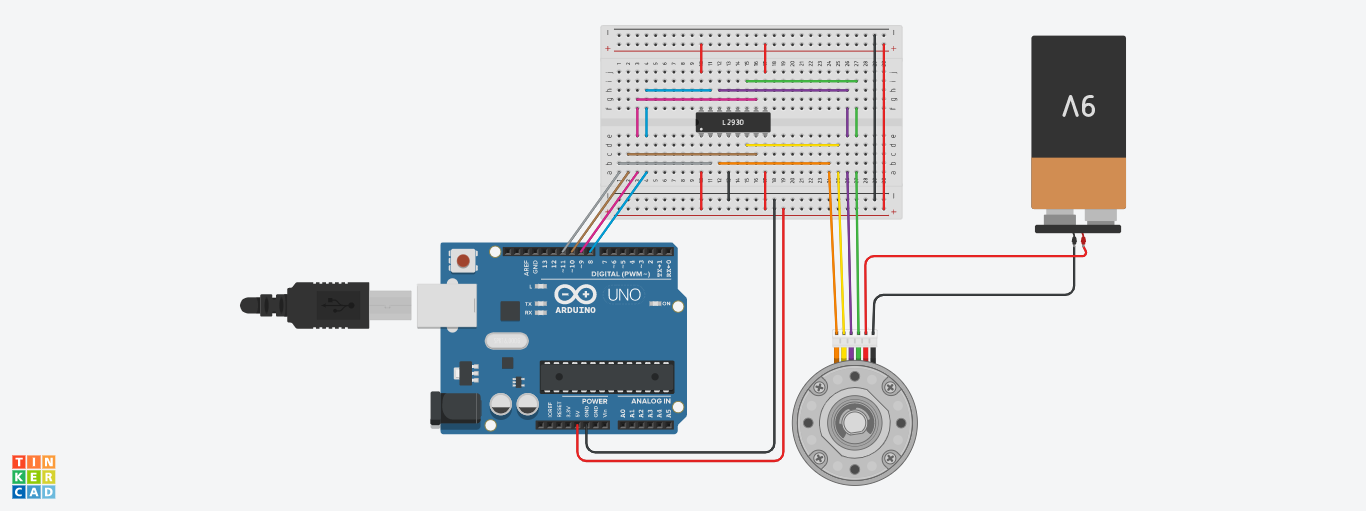 L2930
Λ6
AREF
GND
13
12
~11
~10
~9
8
7
~6
~5
4
~3
2
TX→1
RX←0
DIGITAL (PWM~)
L
TX
RX
UNO
ON
ARDUINO
POWER
ANALOG IN
IOREF
RESET
3.3V
5V
GND
GND
Vin
A0
A1
A2
A3
A4
A5
TIN
KER
CAD